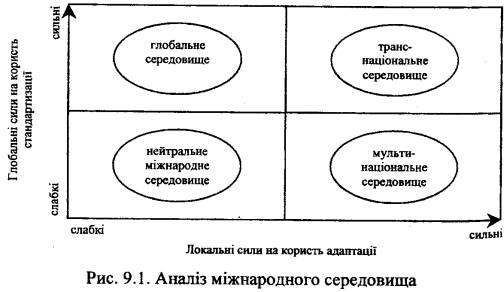 сильні
глобальне
середовище
транс-
національне
середовище
Глобальні сили на користь
стандартизації
нейтральне
міжнародне
середовище
мульти-
національне
середовище
слабкі
слабкі
сильні
Локальні сили на користь адаптації
Рис. 9.1. Аналіз міжнародного середовища